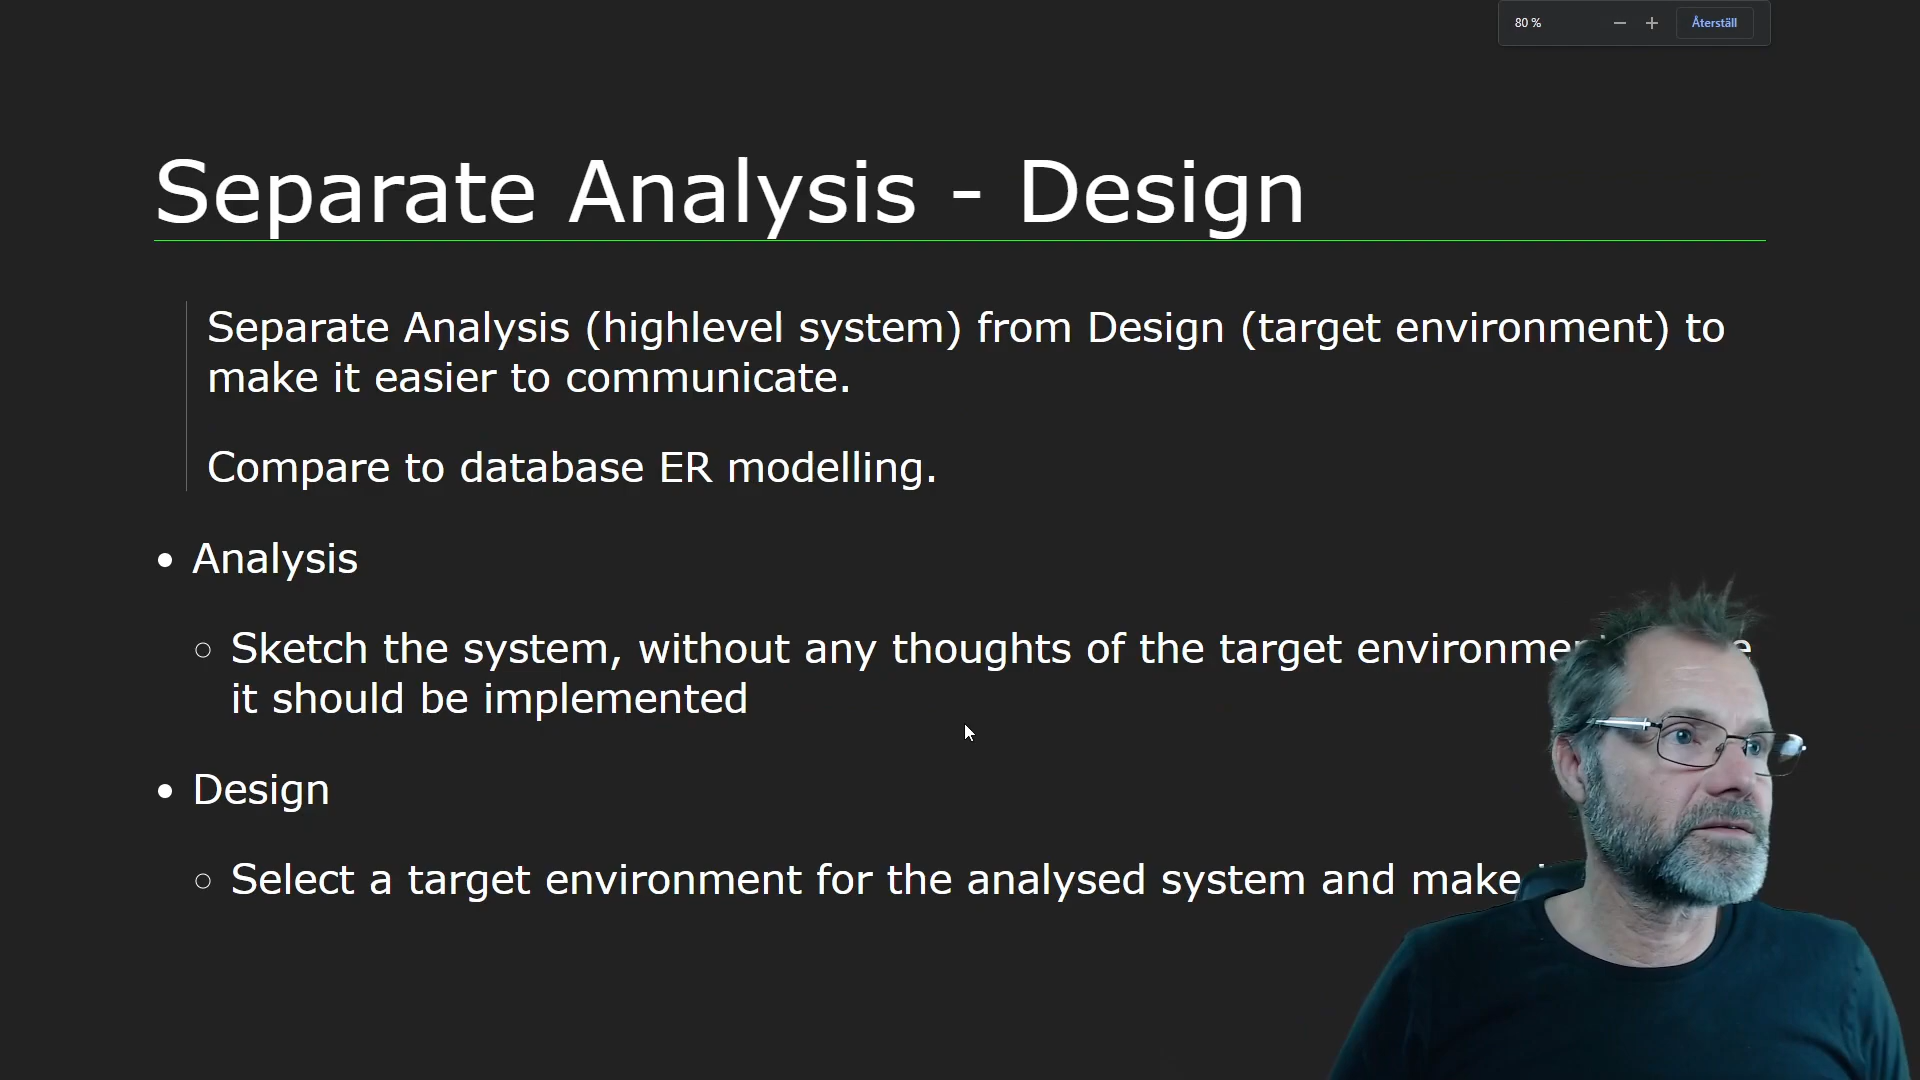 80 %
Återställ
Separate Analysis - Design
Separate Analysis (highlevel system) from Design (target environment) to
make it easier to communicate.
Compare to database ER modelling.
Analysis
Sketch the system, without any thoughts of the target
it should be implemented
Design
Select a target environment for the analysed system and make